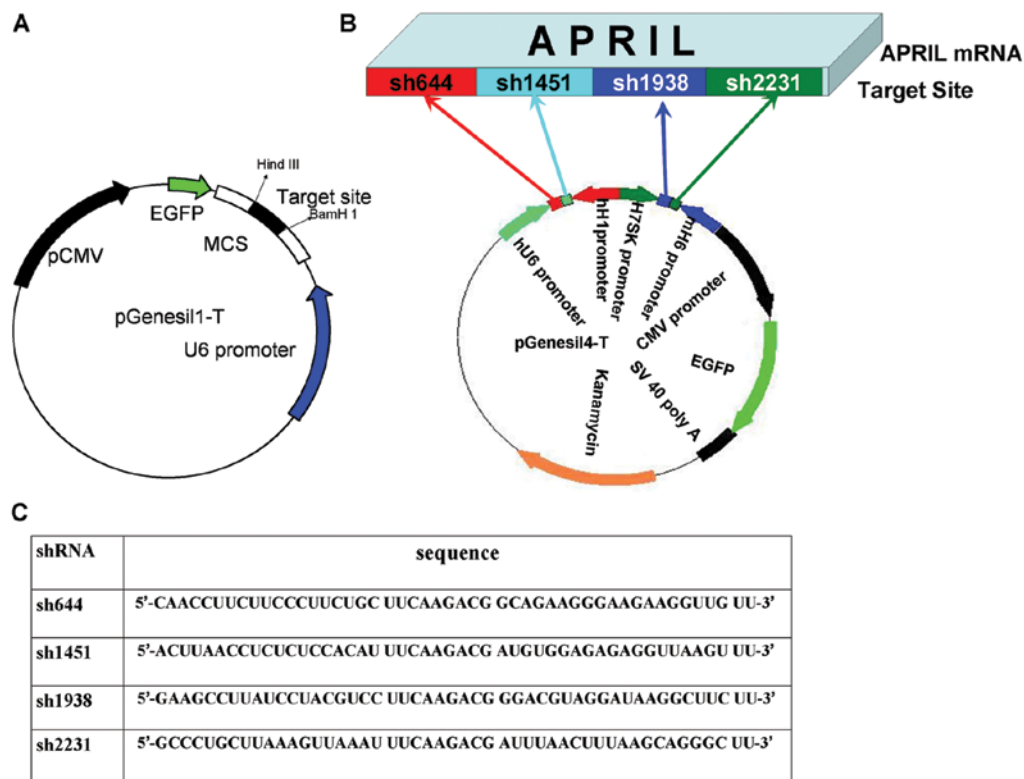 A
B
A P R I L
APRIL mRNA
sh644 sh1451 sh1938 sh2231
Target Site
Hind III
EGFP
Target site
BamH 1
MCS
pCMV
pGenesil1-T
U6 promoter
hU6 promoter
hH1promoter
H7SK promoter
mH6 promoter
CMV promoter
pGenesil4-T
EGFP
SV 40 poly A
Kanamycin
C
shRNA sequence
sh644 5'-CAACCUUCUUCCCUUCUGC UUCAAGACG GCAGAAGGGAAGAAGGUUG UU-3'
sh1451 5'-ACUUAACCUCUCUCCACAU UUCAAGACG AUGUGGAGAGAGGUUAAGU UU-3'
sh1938 5'-GAAGCCUUAUCCUACGUCC UUCAAGACG GGACGUAGGAUAAGGCUUC UU-3'
sh2231 5'-GCCCUGCUUAAAGUUAAAU UUCAAGACG AUUUAACUUUAAGCAGGGC UU-3'